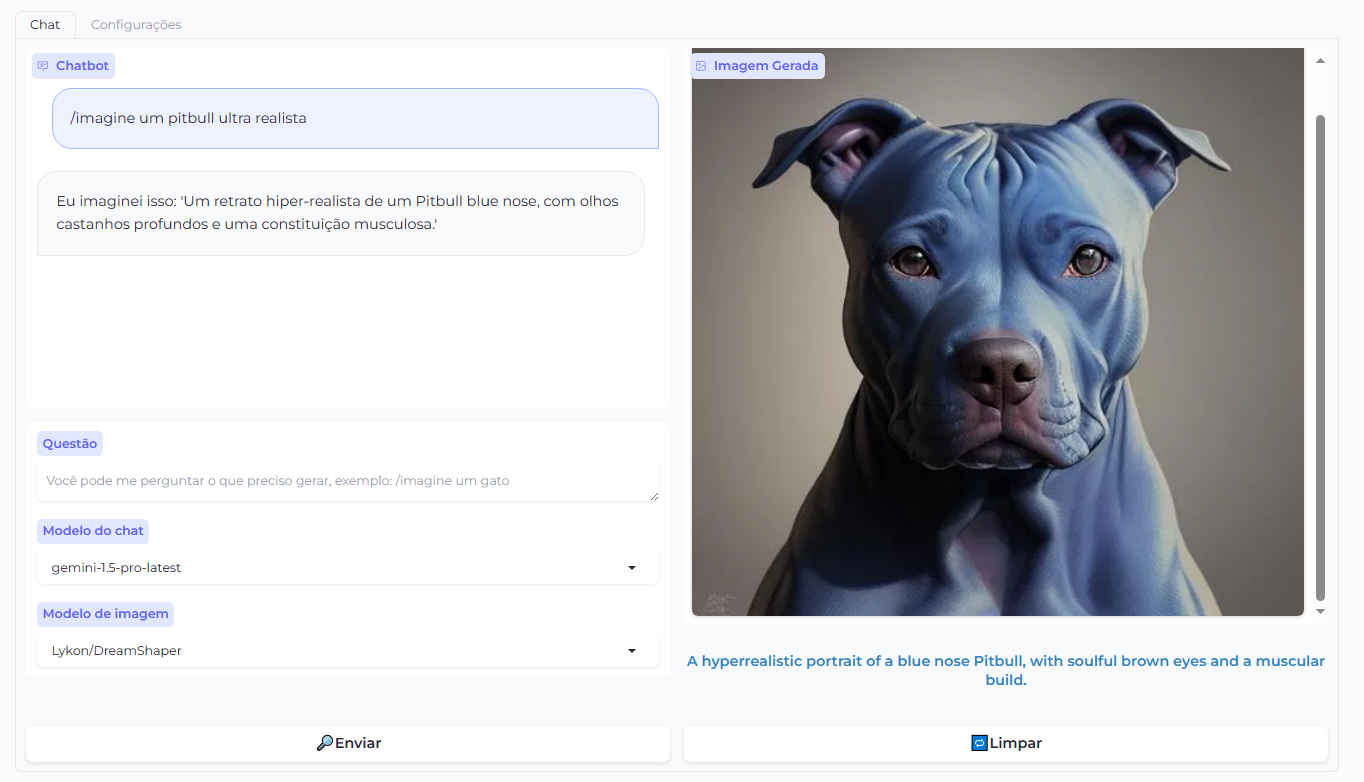 Chat
Configurações
Chatbot
/imagine um pitbull ultra realista
Eu imaginei isso: 'Um retrato hiper-realista de um Pitbull blue nose, com olhos
castanhos profundos e uma constituição musculosa.'
Questão
Você pode me perguntar o que preciso gerar, exemplo: /imagine um gato
Modelo do chat
gemini-1.5-pro-latest
Modelo de imagem
Lykon/DreamShaper
Enviar
Imagem Gerada
A hyperrealistic portrait of a blue nose Pitbull, with soulful brown eyes and a muscular
build.
Limpar